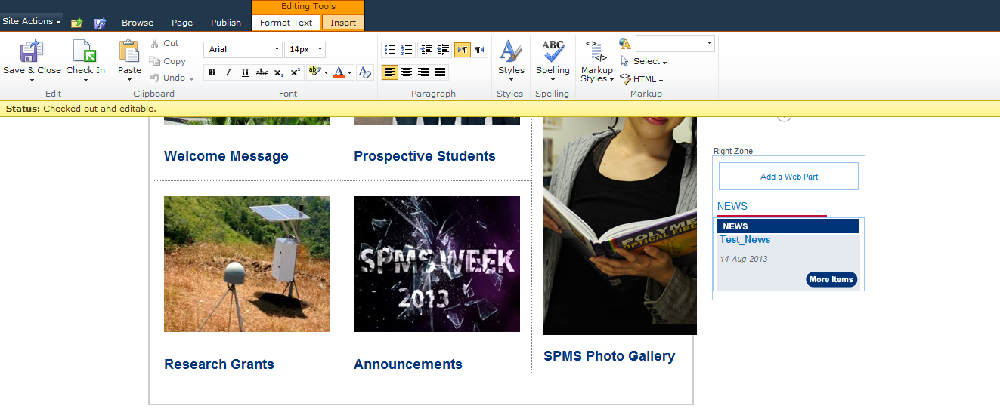 Editing Tools
Site Actions Browse Page Publish Format Text Insert
Save & Close Check In Paste Cut Copy Undo
Arial 14px
B I U abc x₂ x² ab A A
Styles ABC Spelling Markup Styles Select HTML
Edit Clipboard Font Paragraph Styles Spelling Markup
Status: Checked out and editable.
Welcome Message
Prospective Students
SPMS WEEK
2013
POLYMER
OPTICAL FIBE
Research Grants
Announcements
SPMS Photo Gallery
Right Zone
Add a Web Part
NEWS
NEWS
Test_News
14-Aug-2013
More Items